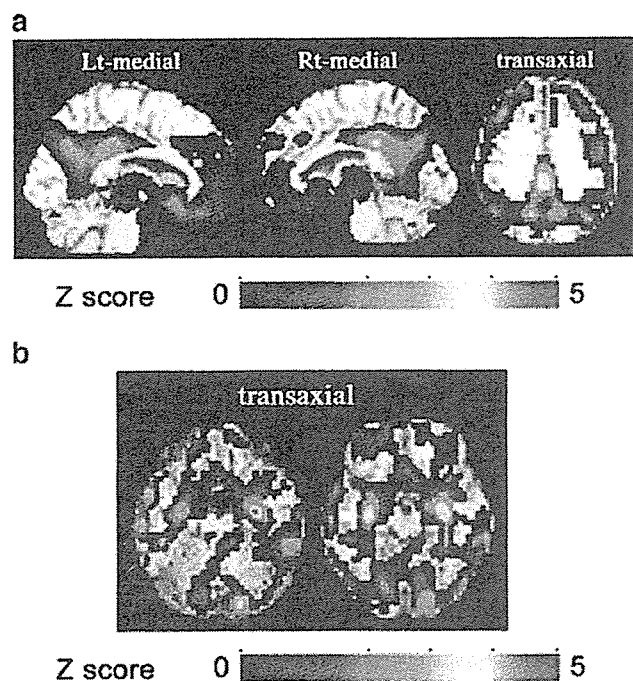 a
Lt-medial Rt-medial transaxial
Z score 0 5
b
transaxial
Z score 0 5